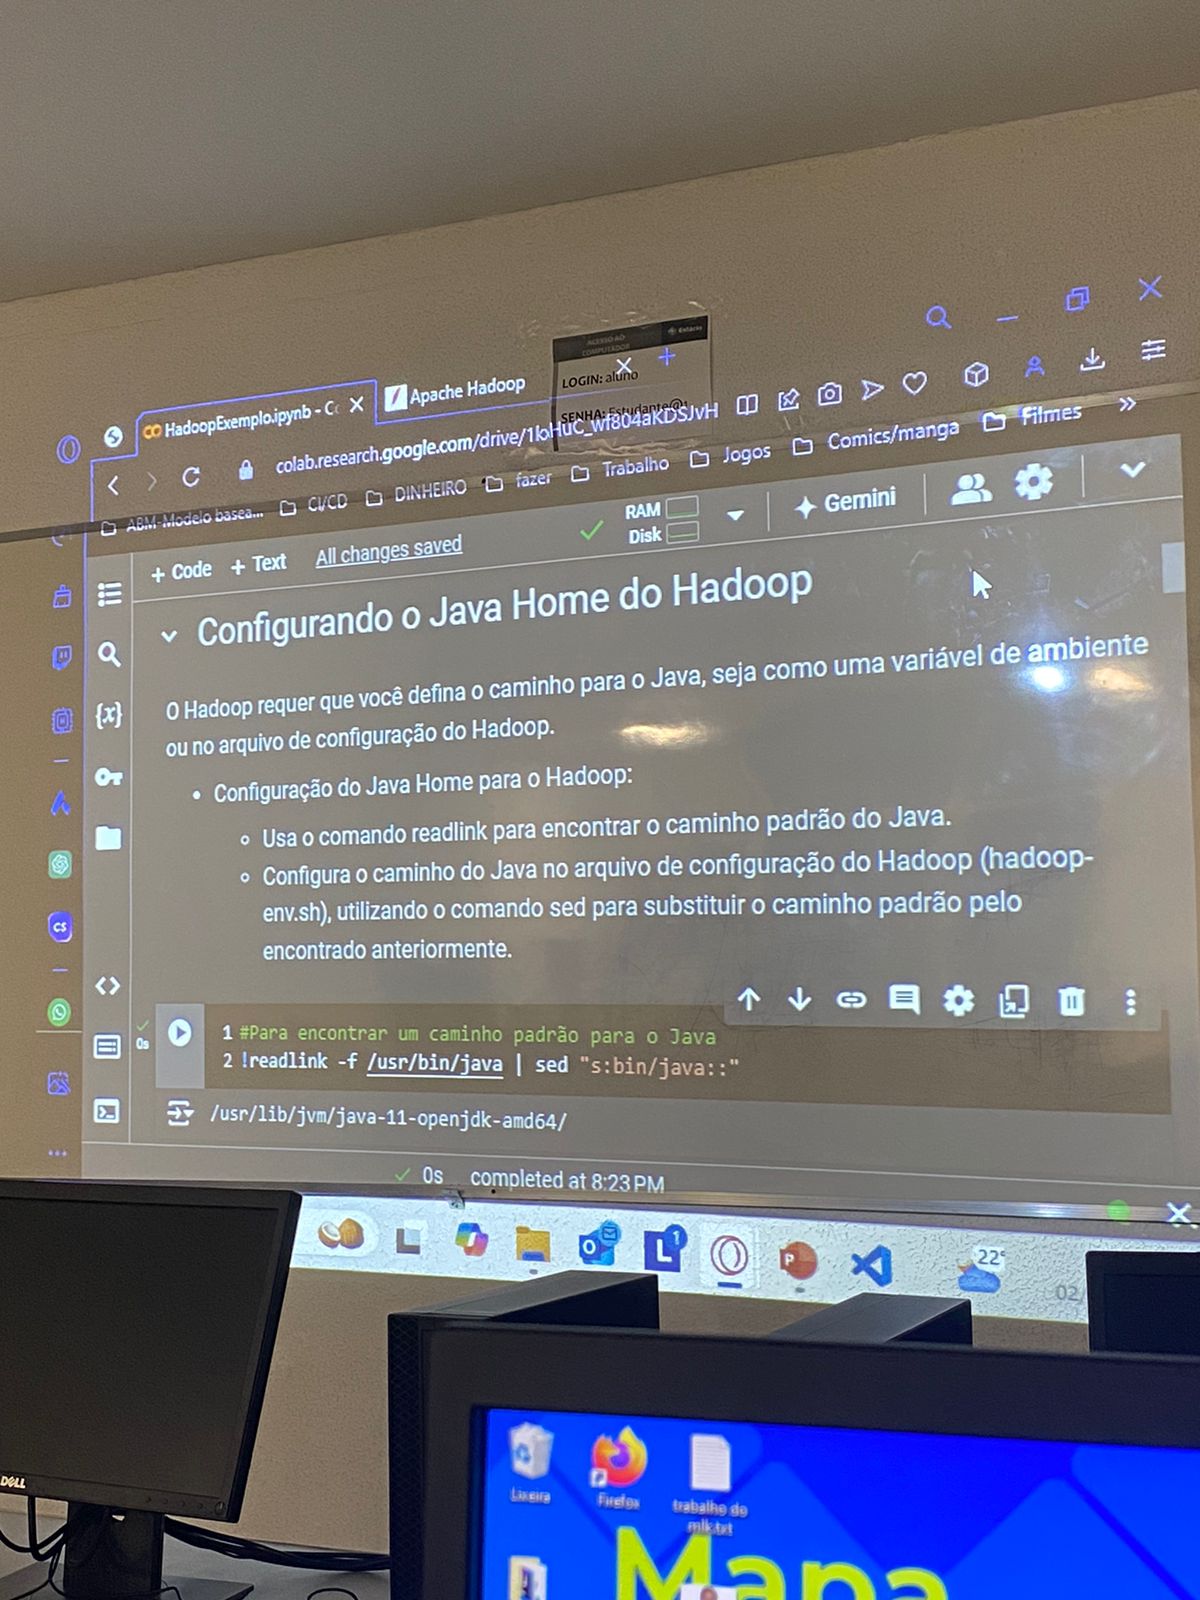 ACESSO AO
COMPUTADOR
Estácio
LOGIN: aluno
SENHA: Estudante@
HadoopExemplo.ipynb - C
Apache Hadoop
colab.research.google.com/drive/
ABM-Modelo basea...
CI/CD
DINHEIRO
fazer
Trabalho
Jogos
Comics/manga
Filmes
+ Code
+ Text
All changes saved
RAM
Disk
Gemini
Configurando o Java Home do Hadoop
O Hadoop requer que você defina o caminho para o Java, seja como uma variável de ambiente
ou no arquivo de configuração do Hadoop.
• Configuração do Java Home para o Hadoop:
Usa o comando readlink para encontrar o caminho padrão do Java.
Configura o caminho do Java no arquivo de configuração do Hadoop (hadoop-
env.sh), utilizando o comando sed para substituir o caminho padrão pelo
encontrado anteriormente.
{x}
<>
CS
0s
1 #Para encontrar um caminho padrão para o Java
2 !readlink -f /usr/bin/java | sed "s:bin/java::"
/usr/lib/jvm/java-11-openjdk-amd64/
0s completed at 8:23 PM
L
1
22°
02/
DELL
Lixeira
Firefox
trabalho do
mlk.txt
Mapa